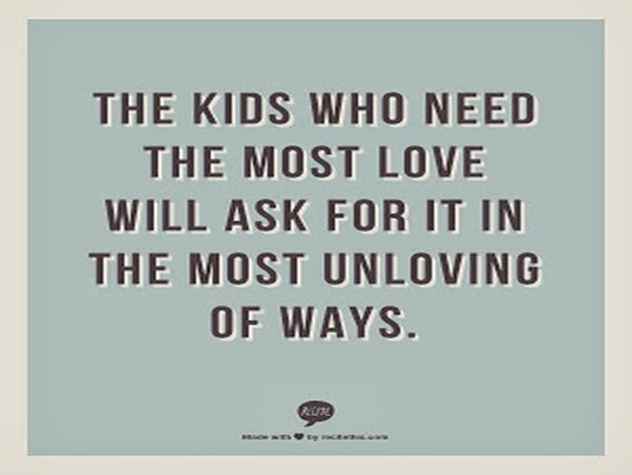 THE KIDS WHO NEED
THE MOST LOVE
WILL ASK FOR IT IN
THE MOST UNLOVING
OF WAYS.
RECITE
Made with ♥ by recitethis.com